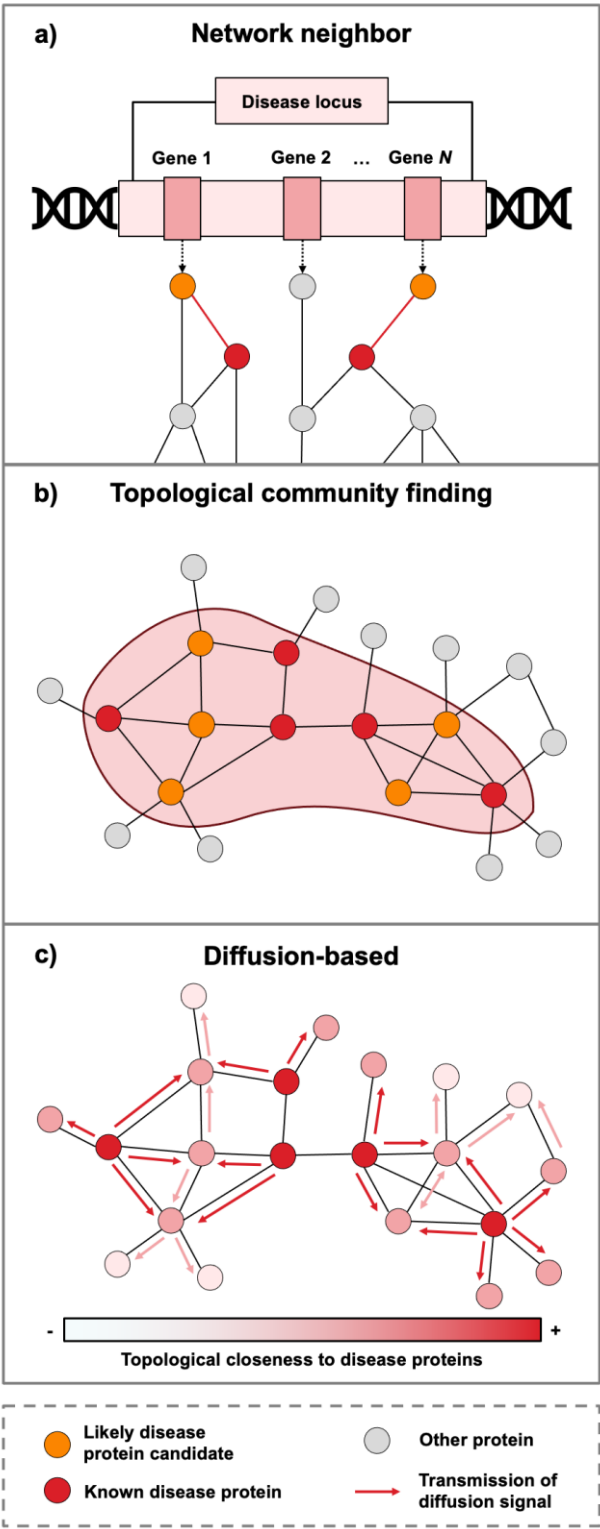 a) Network neighbor
Disease locus
Gene 1 Gene 2 ... Gene N
b) Topological community finding
c) Diffusion-based
- +
Topological closeness to disease proteins
Likely disease
protein candidate
Other protein
Known disease protein
Transmission of
diffusion signal